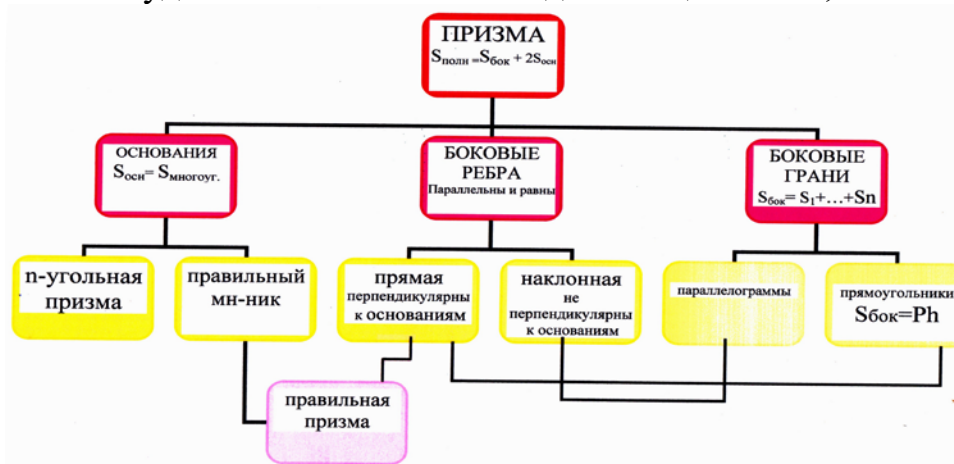 ПРИЗМА
Sполн =Sбок + 2Sосн
ОСНОВАНИЯ
Sосн= Sмногоуг.
БОКОВЫЕ
РЕБРА
Параллельны и равны
БОКОВЫЕ
ГРАНИ
Sбок= S1+...+Sn
n-угольная
призма
правильный
мн-ник
прямая
перпендикулярны
к основаниям
наклонная
не
перпендикулярны
к основаниям
параллелограммы
прямоугольники
Sбок=Ph
правильная
призма